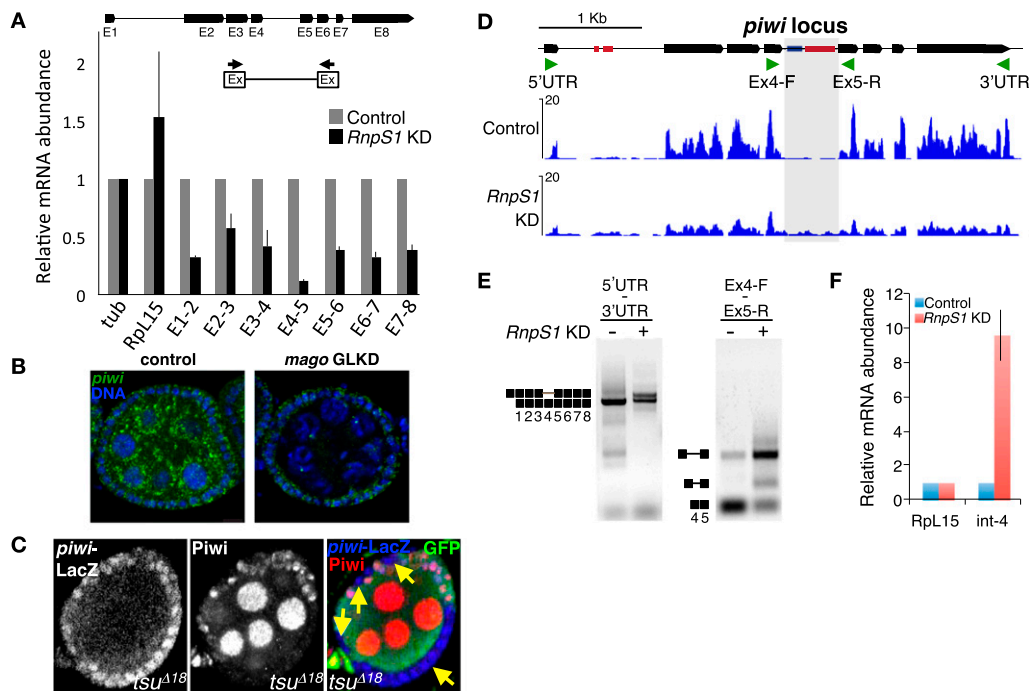 A
E1 E2 E3 E4 E5 E6 E7 E8
Ex Ex
Control
RnpS1 KD
Relative mRNA abundance
2
1.5
1
0.5
0
tub RpL15 E1-2 E2-3 E3-4 E4-5 E5-6 E6-7 E7-8
B
control
mago GLKD
piwi
DNA
C
piwi-
LacZ
tsuΔ18
Piwi
tsuΔ18
piwi-LacZ GFP
Piwi
tsuΔ18
D
1 Kb
piwi locus
5'UTR Ex4-F Ex5-R 3'UTR
20
Control
20
RnpS1
KD
E
5'UTR
-
3'UTR
Ex4-F
-
Ex5-R
RnpS1 KD - + - +
12345678
45
F
Relative mRNA abundance
12
10
8
6
4
2
0
Control
RnpS1 KD
RpL15 int-4